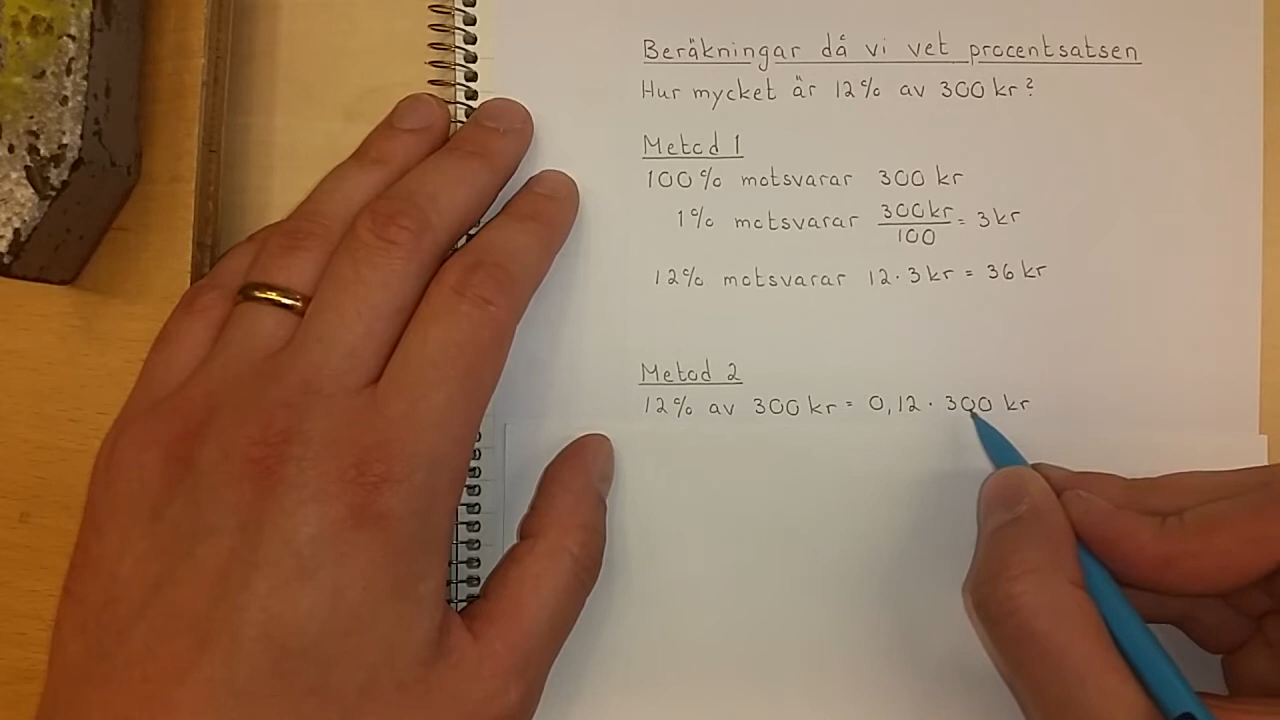 Beräkningar då vi vet procentsatsen
Hur mycket är 12% av 300 kr?
Metod 1
100% motsvarar 300 kr
1% motsvarar 300kr/100 = 3 kr
12% motsvarar 12 · 3 kr = 36 kr
Metod 2
12% av 300 kr = 0,12 · 300 kr